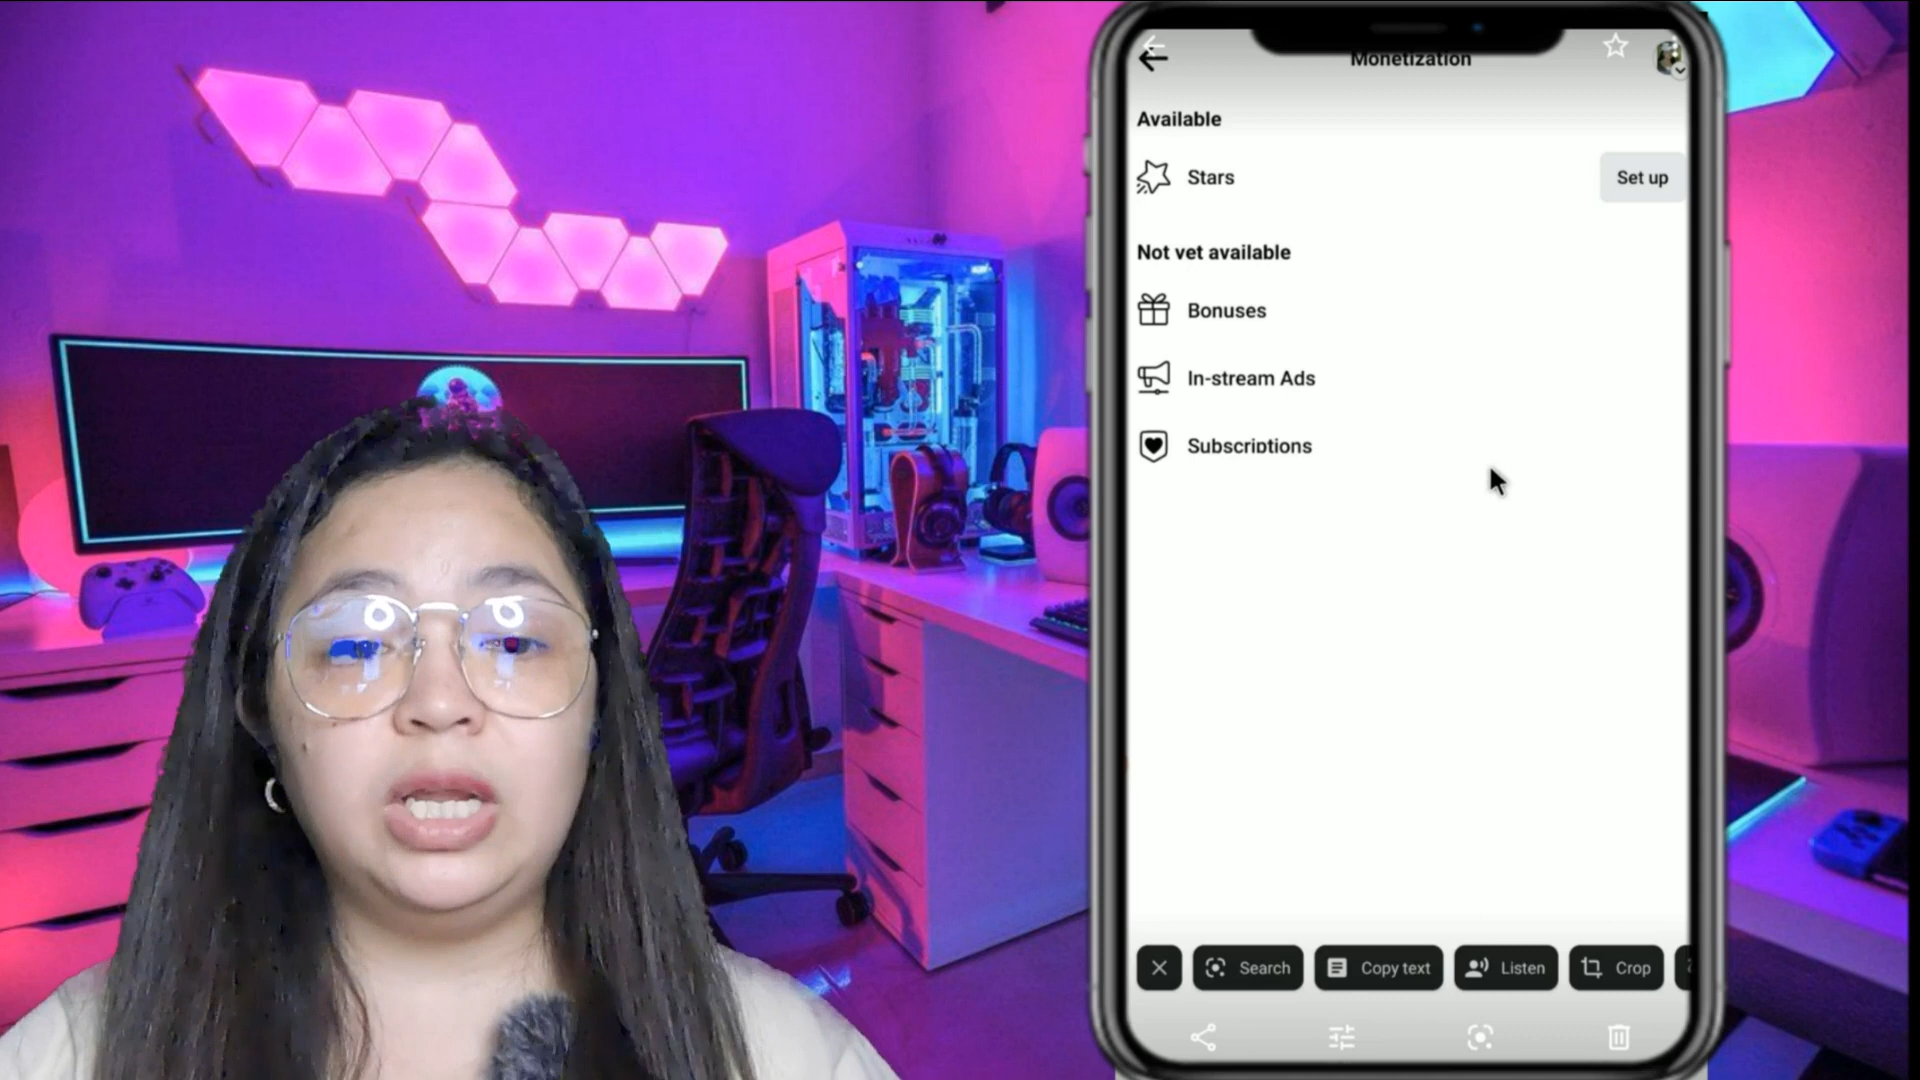 Monetization
Available
Stars
Set up
Not yet available
Bonuses
In-stream Ads
Subscriptions
Search
Copy text
Listen
Crop